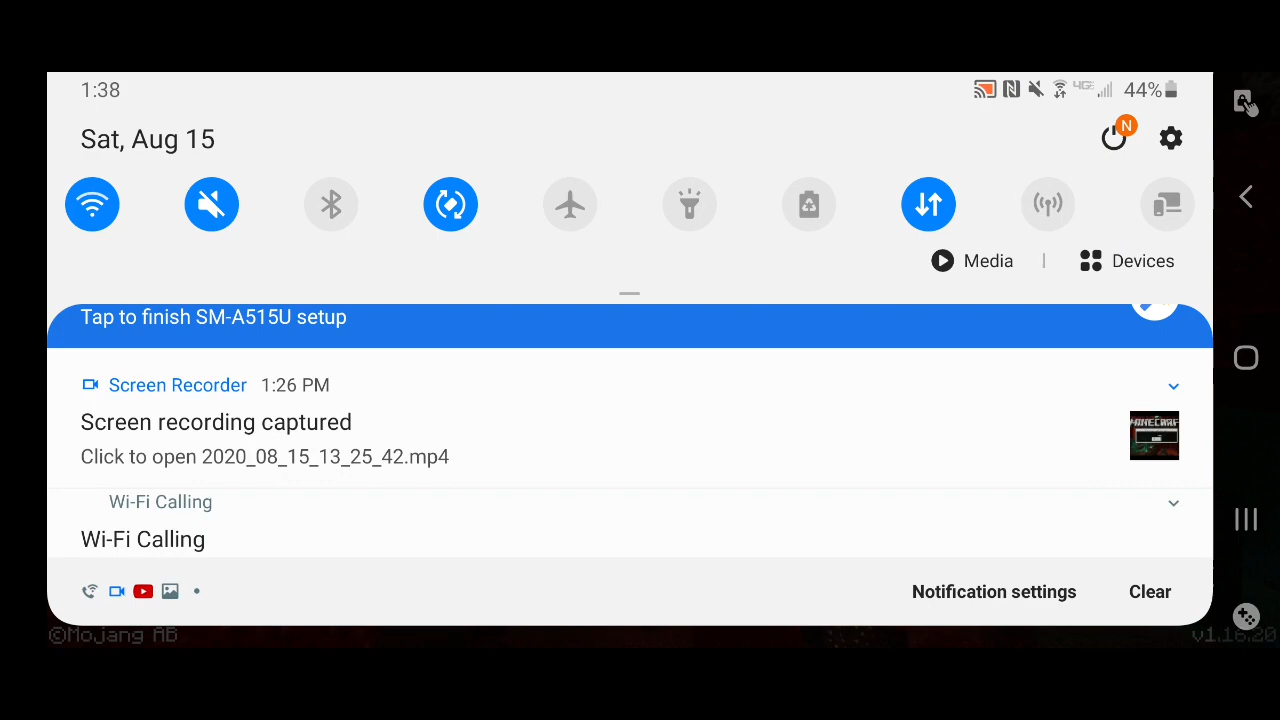 1:38
4GE 44%
Sat, Aug 15
N
Media | Devices
Tap to finish SM-A515U setup
Screen Recorder 1:26 PM
Screen recording captured
MINECRAF
Click to open 2020_08_15_13_25_42.mp4
Wi-Fi Calling
Wi-Fi Calling
Notification settings Clear
©Mojang AB
v1.16.20